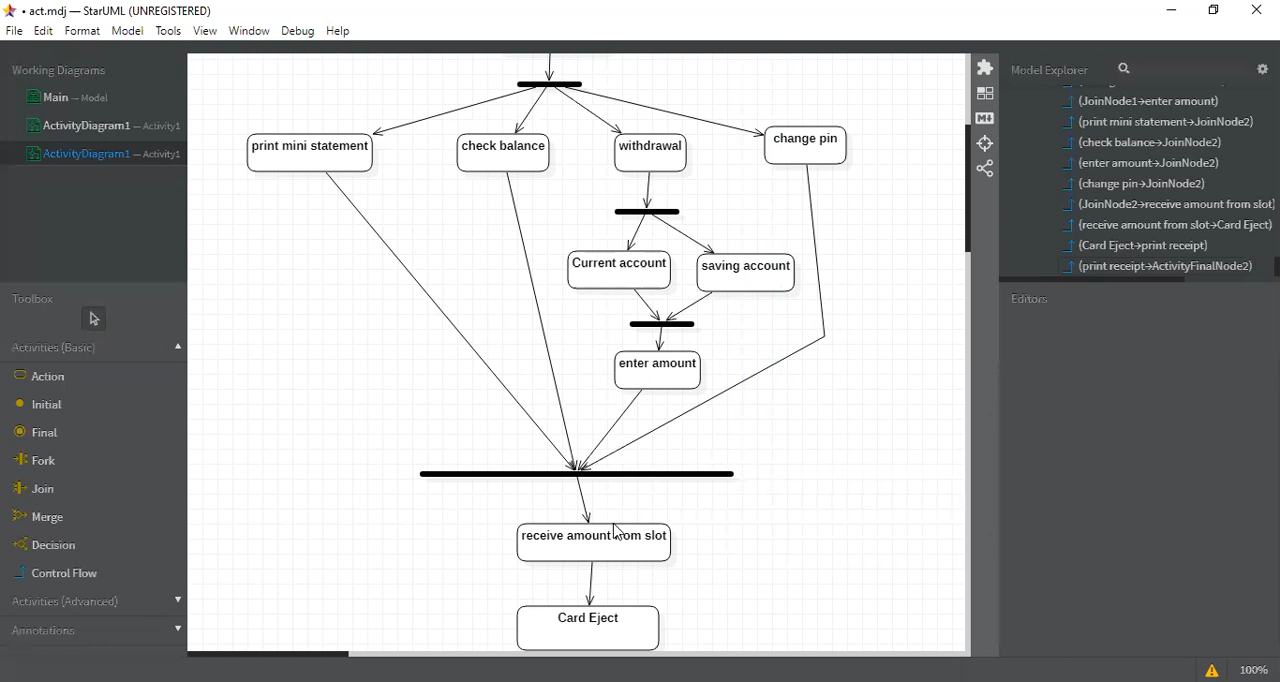 • act.mdj — StarUML (UNREGISTERED)
File Edit Format Model Tools View Window Debug Help
Working Diagrams
Main — Model
ActivityDiagram1 — Activity1
ActivityDiagram1 — Activity1
Toolbox
Activities (Basic)
Action
Initial
Final
Fork
Join
Merge
Decision
Control Flow
Activities (Advanced)
Annotations
print mini statement
check balance
withdrawal
change pin
Current account
saving account
enter amount
receive amount from slot
Card Eject
Model Explorer
(JoinNode1→enter amount)
(print mini statement→JoinNode2)
(check balance→JoinNode2)
(enter amount→JoinNode2)
(change pin→JoinNode2)
(JoinNode2→receive amount from slot)
(receive amount from slot→Card Eject)
(Card Eject→print receipt)
(print receipt→ActivityFinalNode2)
Editors
100%